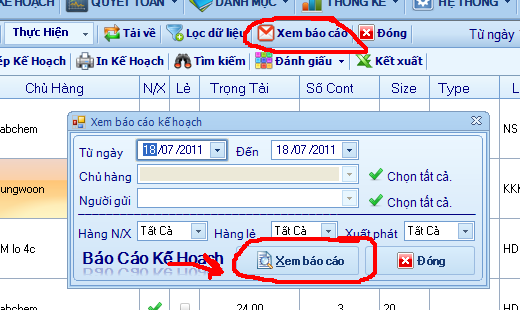 HOẠCH QUYẾT TOÁN DANH MỤC THỐNG KÊ HỆ THỐNG
Thực Hiện Tải về Lọc dữ liệu Xem báo cáo Đóng Từ ngày
ép Kế Hoạch In Kế Hoạch Tìm kiếm Đánh giấu Kết xuất
Chủ Hàng N/X Lẻ Trọng Tải Số Cont Size Type
abchem NS
Xem báo cáo kế hoạch
Từ ngày 18/07/2011 Đến 18/07/2011
Chủ hàng Chọn tất cả.
ungwoon KKK
Người gửi Chọn tất cả.
Hàng N/X Tất Cả Hàng lẻ Tất Cả Xuất phát Tất Cả
M lo 4c HD
Báo Cáo Kế Hoạch Xem báo cáo Đóng
abchem 24.00 3 20 HD